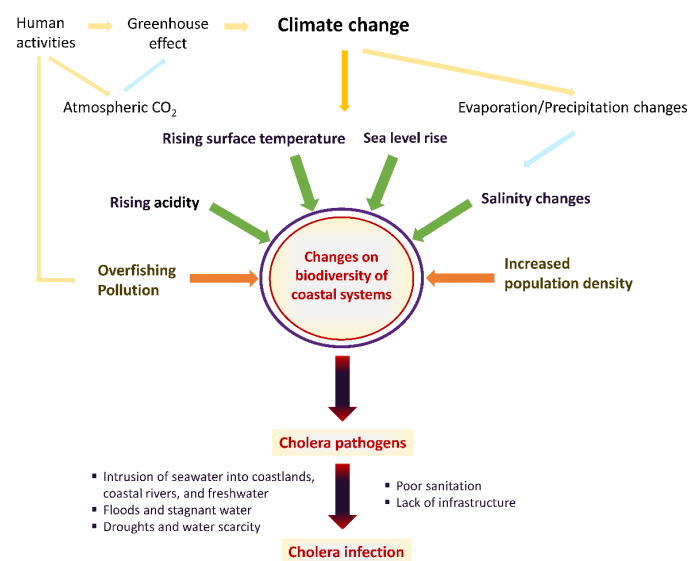 Human
activities
Greenhouse
effect
Climate change
Atmospheric CO₂
Evaporation/Precipitation changes
Rising surface temperature
Sea level rise
Rising acidity
Salinity changes
Overfishing
Pollution
Changes on
biodiversity of
coastal systems
Increased
population density
Cholera pathogens
▪ Intrusion of seawater into coastlands,
coastal rivers, and freshwater
▪ Floods and stagnant water
▪ Droughts and water scarcity
▪ Poor sanitation
▪ Lack of infrastructure
Cholera infection